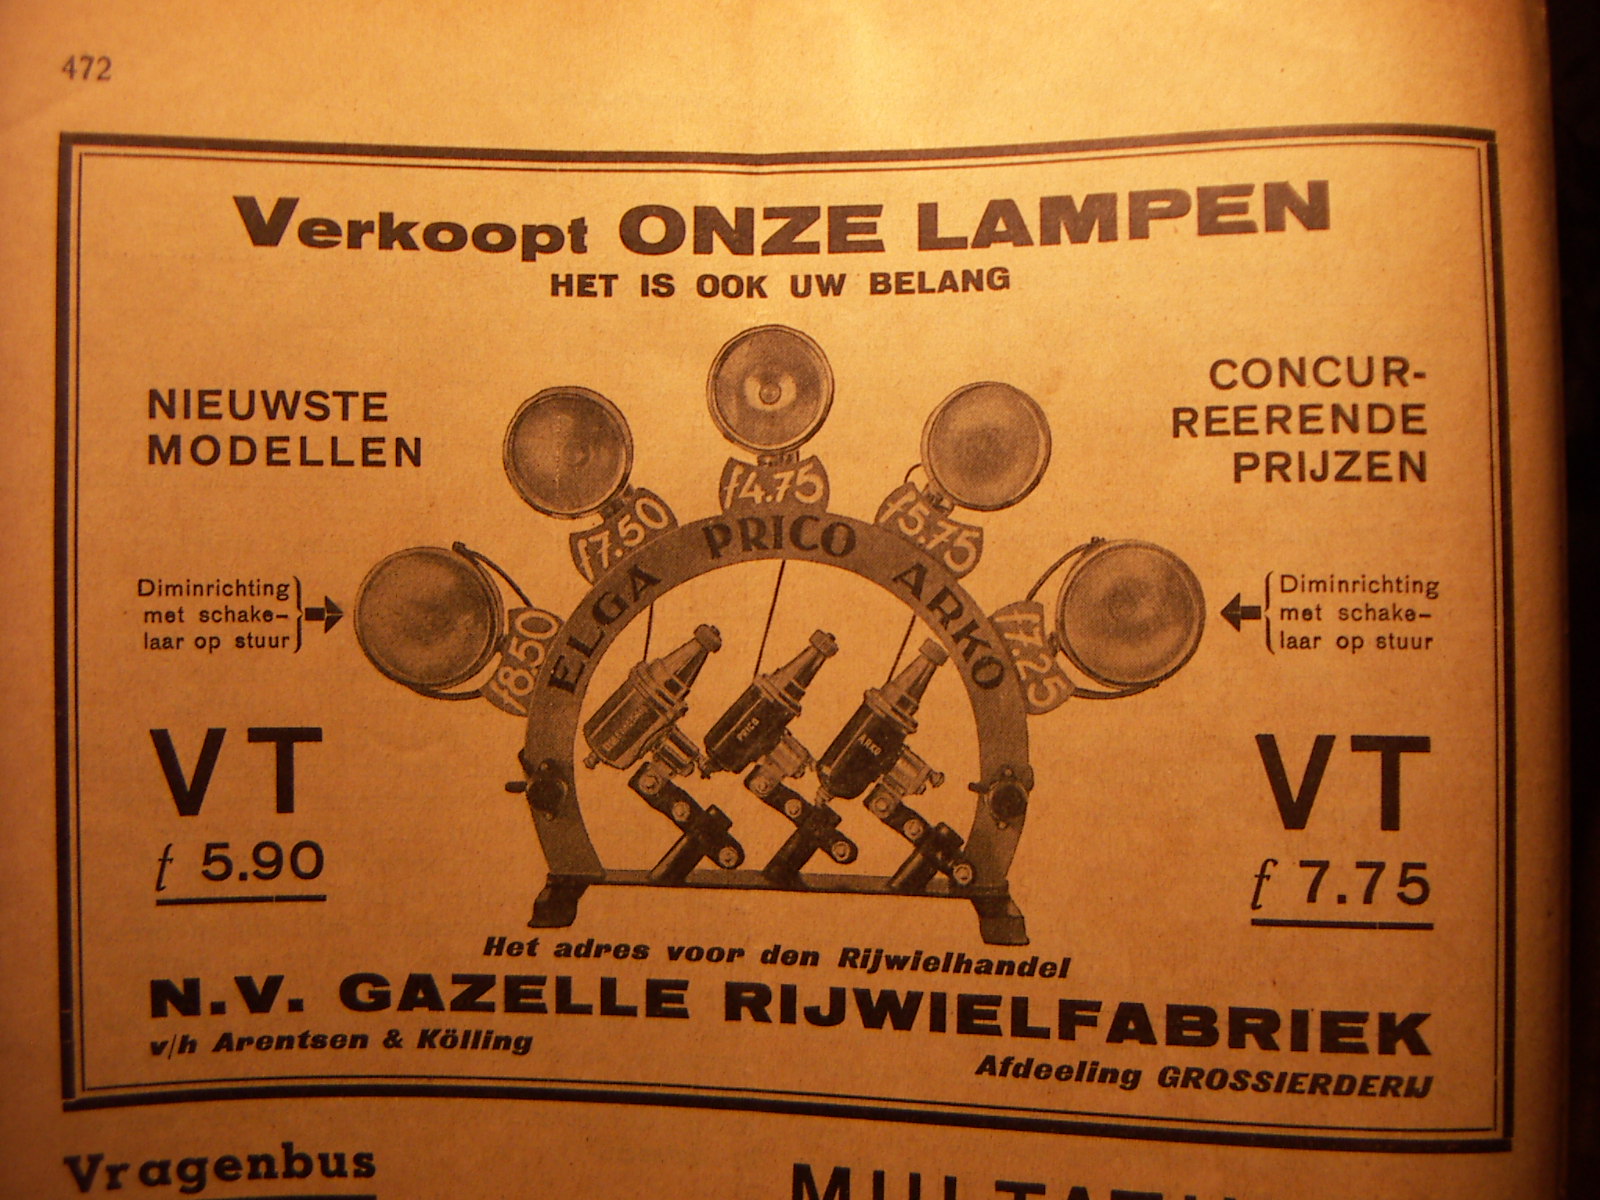 472
Verkoopt ONZE LAMPEN
HET IS OOK UW BELANG
NIEUWSTE
MODELLEN
CONCUR-
REERENDE
PRIJZEN
f8.50
f7.50
f4.75
f5.75
f7.25
ELGA PRICO ARKO
Diminrichting
met schake-
laar op stuur
Diminrichting
met schake-
laar op stuur
PRICO
ARKO
VT
f 5.90
VT
f 7.75
Het adres voor den Rijwielhandel
N.V. GAZELLE RIJWIELFABRIEK
v/h Arentsen & Kölling
Afdeeling GROSSIERDERIJ
Vragenbus